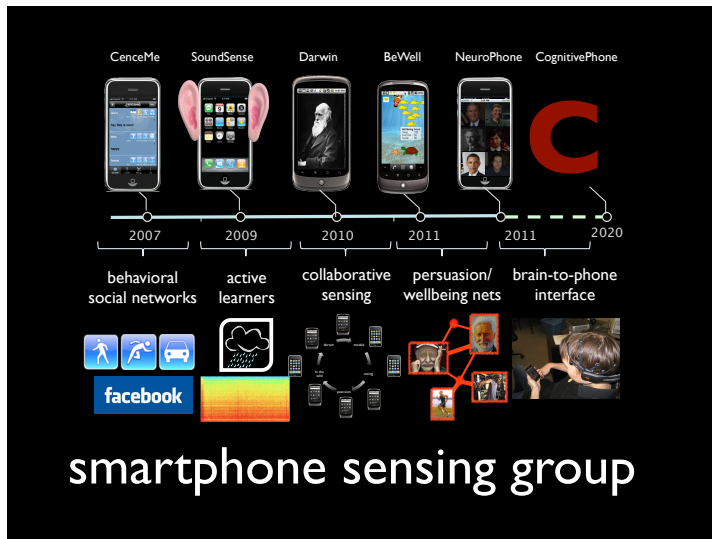 CenceMe
SoundSense
Darwin
BeWell
NeuroPhone
CognitivePhone
C
2007
2009
2010
2011
2011
2020
behavioral
social networks
active
learners
collaborative
sensing
persuasion/
wellbeing nets
brain-to-phone
interface
facebook
smartphone sensing group